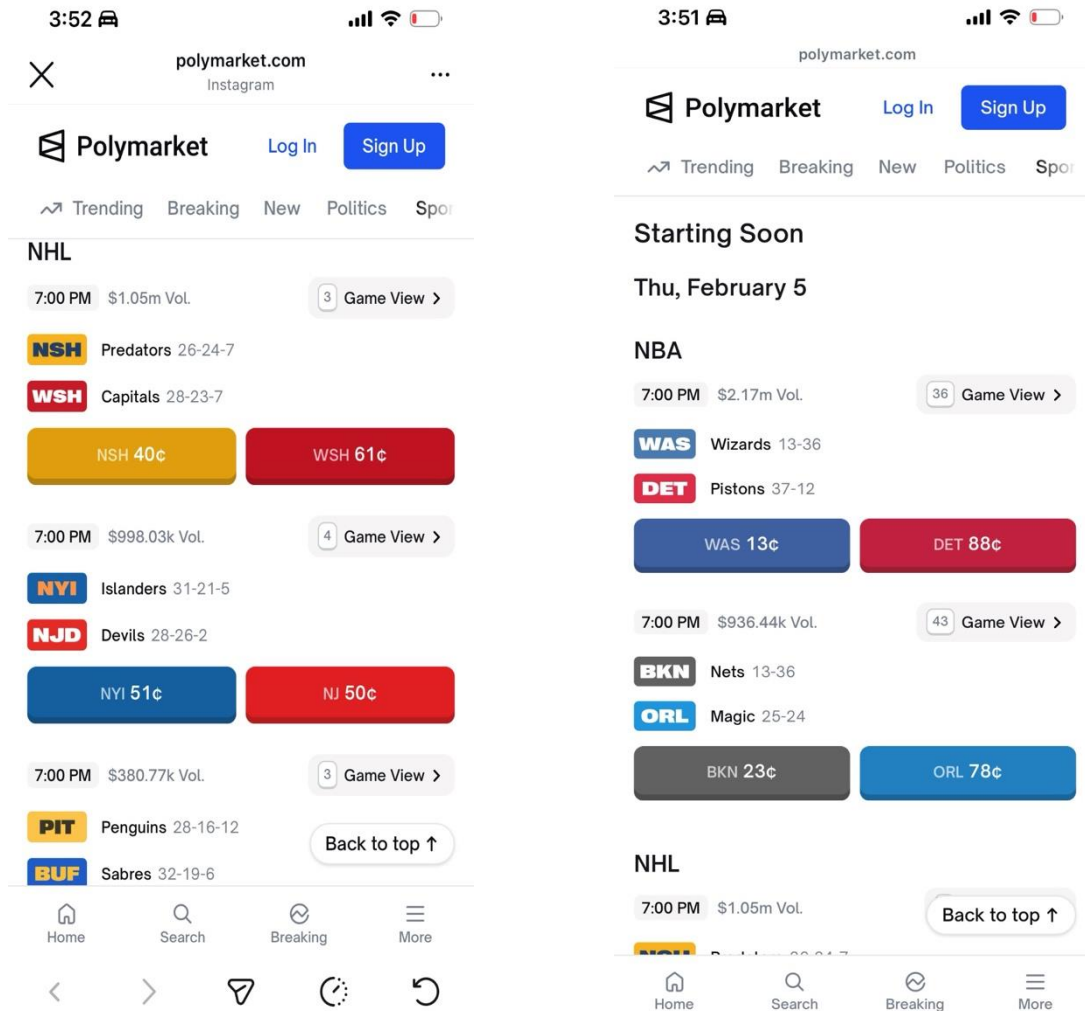 3:52
polymarket.com
Instagram
Polymarket
Log In
Sign Up
Trending Breaking New Politics Spor
NHL
7:00 PM $1.05m Vol. 3 Game View >
NSH Predators 26-24-7
WSH Capitals 28-23-7
NSH 40¢ WSH 61¢
7:00 PM $998.03k Vol. 4 Game View >
NYI Islanders 31-21-5
NJD Devils 28-26-2
NYI 51¢ NJ 50¢
7:00 PM $380.77k Vol. 3 Game View >
PIT Penguins 28-16-12
Back to top ↑
BUF Sabres 32-19-6
Home Search Breaking More
3:51
polymarket.com
Polymarket
Log In
Sign Up
Trending Breaking New Politics Spor
Starting Soon
Thu, February 5
NBA
7:00 PM $2.17m Vol. 36 Game View >
WAS Wizards 13-36
DET Pistons 37-12
WAS 13¢ DET 88¢
7:00 PM $936.44k Vol. 43 Game View >
BKN Nets 13-36
ORL Magic 25-24
BKN 23¢ ORL 78¢
NHL
7:00 PM $1.05m Vol.
Back to top ↑
Home Search Breaking More